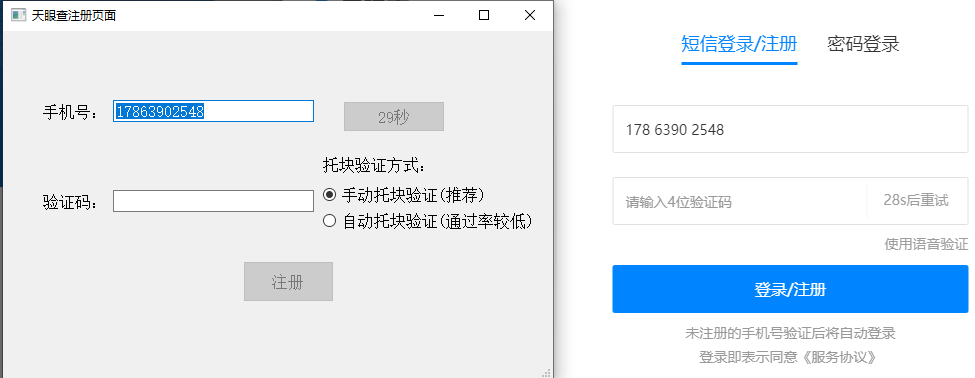 天眼查注册页面
手机号：
17863902548
29秒
托块验证方式：
手动托块验证(推荐)
自动托块验证(通过率较低)
验证码：
注册
短信登录/注册
密码登录
178 6390 2548
请输入4位验证码
28s后重试
使用语音验证
登录/注册
未注册的手机号验证后将自动登录
登录即表示同意《服务协议》